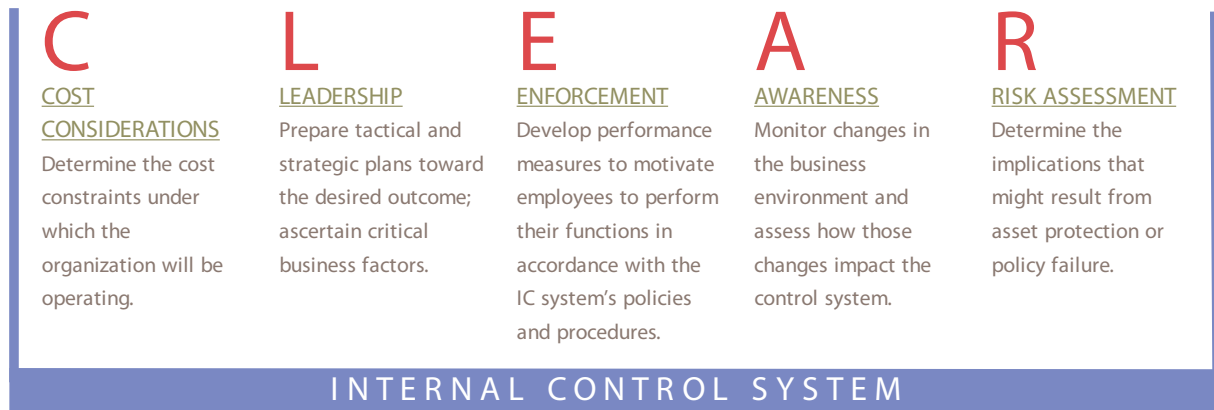 C
COST
CONSIDERATIONS
Determine the cost
constraints under
which the
organization will be
operating.
L
LEADERSHIP
Prepare tactical and
strategic plans toward
the desired outcome;
ascertain critical
business factors.
E
ENFORCEMENT
Develop performance
measures to motivate
employees to perform
their functions in
accordance with the
IC system’s policies
and procedures.
A
AWARENESS
Monitor changes in
the business
environment and
assess how those
changes impact the
control system.
R
RISK ASSESSMENT
Determine the
implications that
might result from
asset protection or
policy failure.
INTERNAL CONTROL SYSTEM